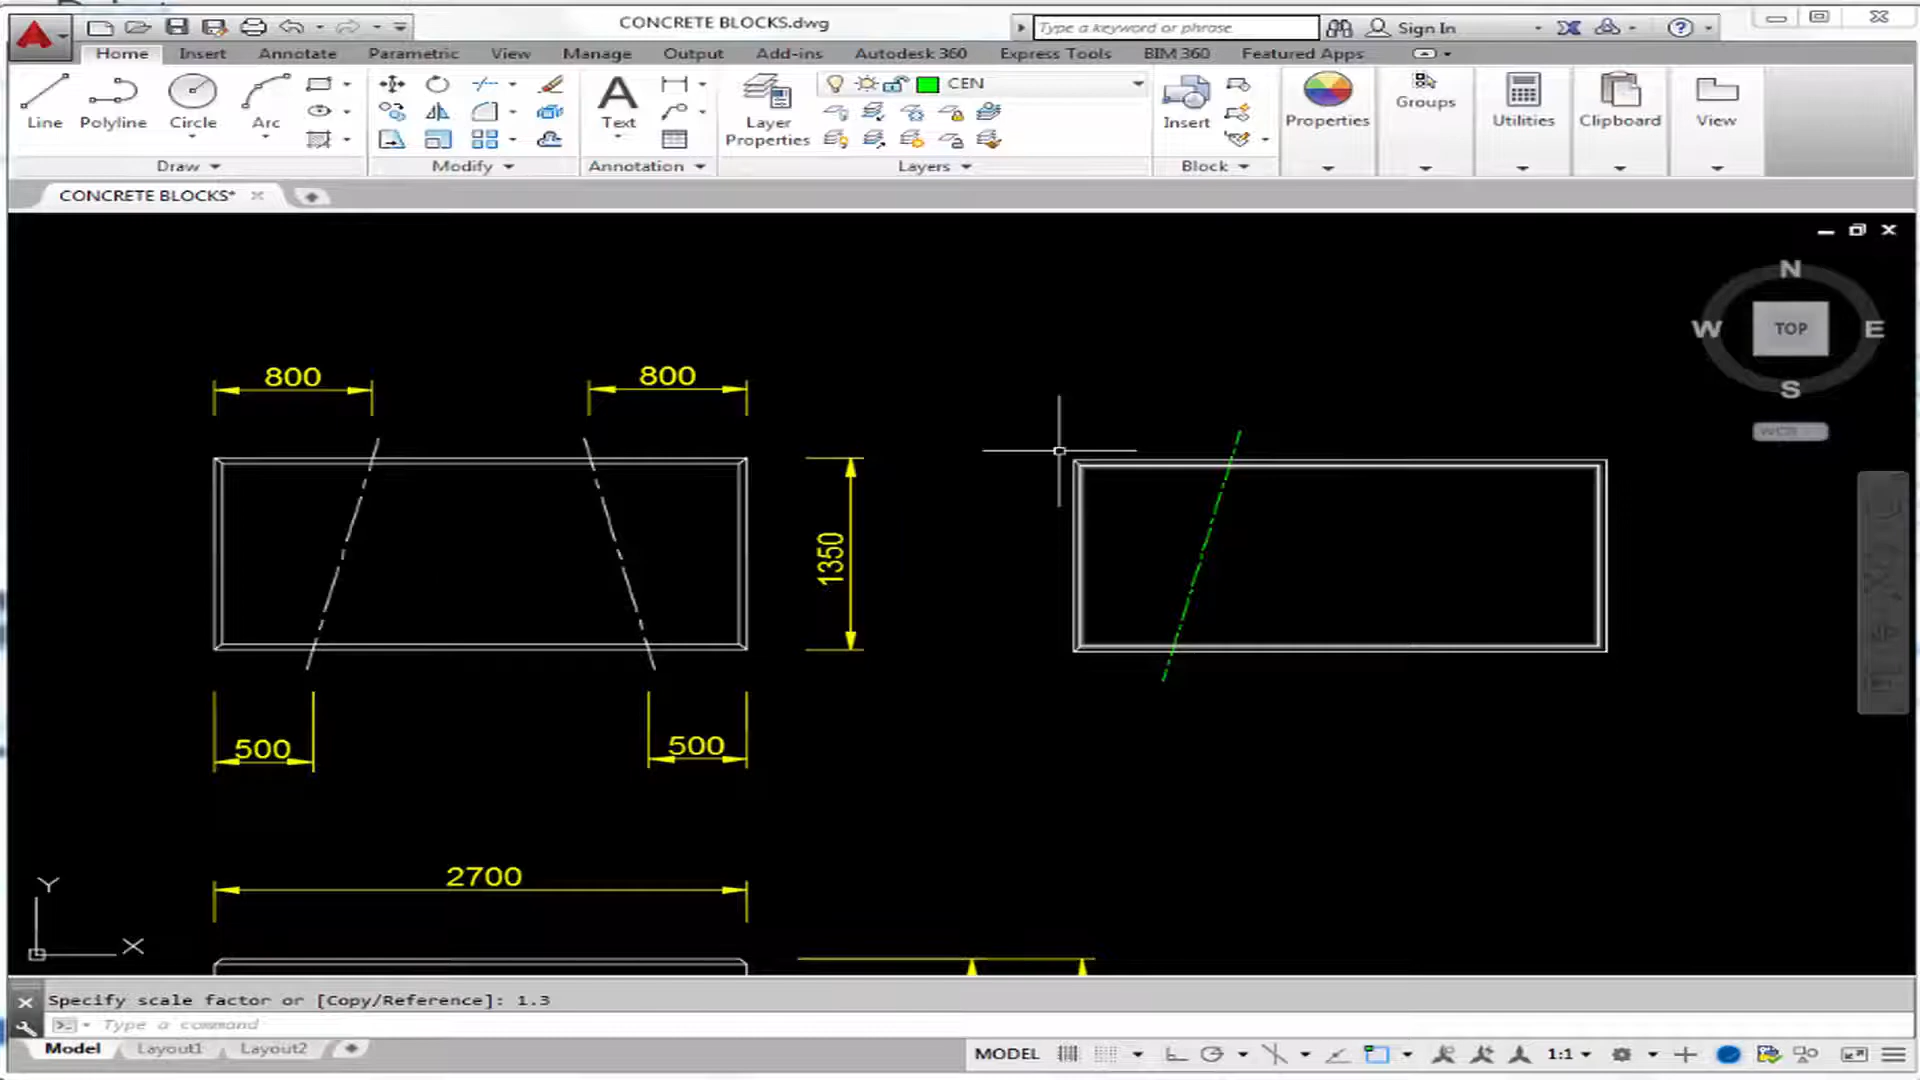 CONCRETE BLOCKS.dwg
Type a keyword or phrase
Sign In
Home Insert Annotate Parametric View Manage Output Add-ins Autodesk 360 Express Tools BIM 360 Featured Apps
CEN
Line Polyline Circle Arc
Text
Layer
Properties
Insert
Properties
Groups
Utilities
Clipboard
View
Draw Modify Annotation Layers Block
CONCRETE BLOCKS*
N
W TOP E
S
WCS
800 800
1350
500 500
2700
Y
X
Specify scale factor or [Copy/Reference]: 1.3
Type a command
Model Layout1 Layout2
MODEL
1:1